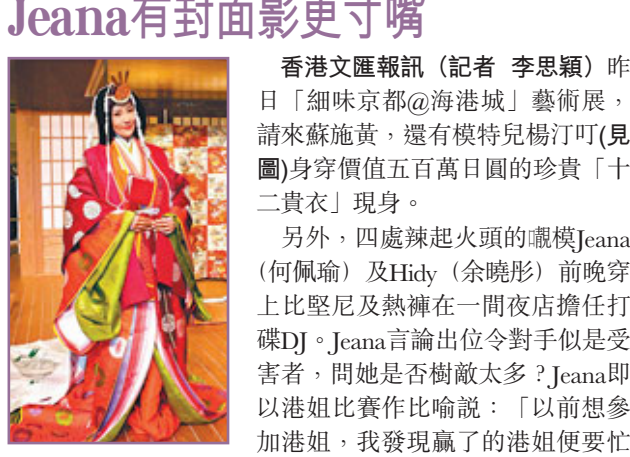 Jeana有封面影更寸嘴
香港文匯報訊（記者 李思穎）昨
日「細味京都@海港城」藝術展，
請來蘇施黃，還有模特兒楊汀叮(見
圖)身穿價值五百萬日圓的珍貴「十
二貴衣」現身。
另外，四處辣起火頭的𡃁模Jeana
（何佩瑜）及Hidy（余曉彤）前晚穿
上比堅尼及熱褲在一間夜店擔任打
碟DJ。Jeana言論出位令對手似是受
害者，問她是否樹敵太多？Jeana即
以港姐比賽作比喻説：「以前想參
加港姐，我發現贏了的港姐便要忙